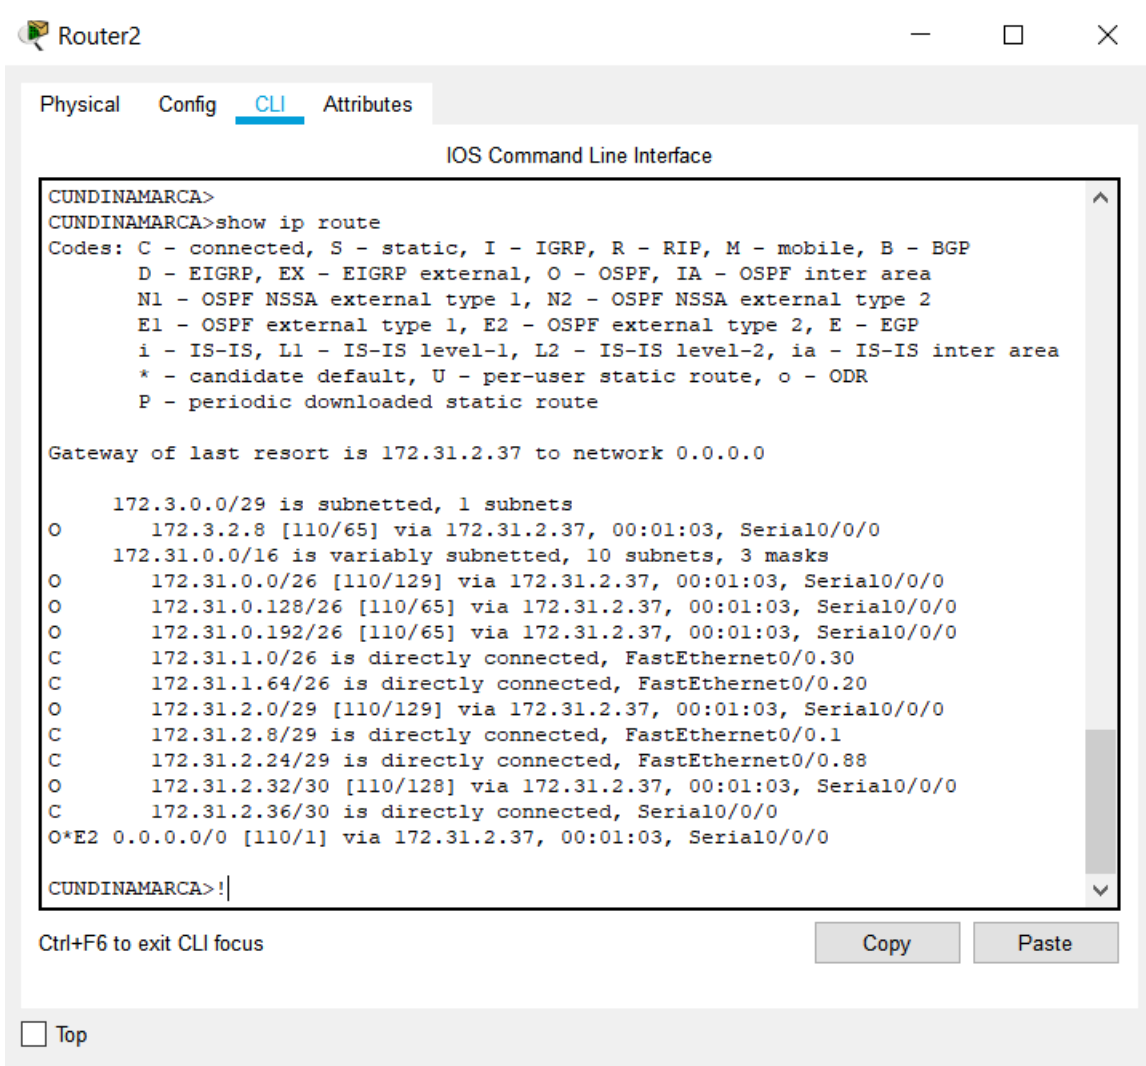 Router2
Physical Config CLI Attributes
IOS Command Line Interface
CUNDINAMARCA>
CUNDINAMARCA>show ip route
Codes: C - connected, S - static, I - IGRP, R - RIP, M - mobile, B - BGP
       D - EIGRP, EX - EIGRP external, O - OSPF, IA - OSPF inter area
       N1 - OSPF NSSA external type 1, N2 - OSPF NSSA external type 2
       E1 - OSPF external type 1, E2 - OSPF external type 2, E - EGP
       i - IS-IS, L1 - IS-IS level-1, L2 - IS-IS level-2, ia - IS-IS inter area
       * - candidate default, U - per-user static route, o - ODR
       P - periodic downloaded static route
Gateway of last resort is 172.31.2.37 to network 0.0.0.0
     172.3.0.0/29 is subnetted, 1 subnets
O       172.3.2.8 [110/65] via 172.31.2.37, 00:01:03, Serial0/0/0
     172.31.0.0/16 is variably subnetted, 10 subnets, 3 masks
O       172.31.0.0/26 [110/129] via 172.31.2.37, 00:01:03, Serial0/0/0
O       172.31.0.128/26 [110/65] via 172.31.2.37, 00:01:03, Serial0/0/0
O       172.31.0.192/26 [110/65] via 172.31.2.37, 00:01:03, Serial0/0/0
C       172.31.1.0/26 is directly connected, FastEthernet0/0.30
C       172.31.1.64/26 is directly connected, FastEthernet0/0.20
O       172.31.2.0/29 [110/129] via 172.31.2.37, 00:01:03, Serial0/0/0
C       172.31.2.8/29 is directly connected, FastEthernet0/0.1
C       172.31.2.24/29 is directly connected, FastEthernet0/0.88
O       172.31.2.32/30 [110/128] via 172.31.2.37, 00:01:03, Serial0/0/0
C       172.31.2.36/30 is directly connected, Serial0/0/0
O*E2 0.0.0.0/0 [110/1] via 172.31.2.37, 00:01:03, Serial0/0/0
CUNDINAMARCA>!
Ctrl+F6 to exit CLI focus Copy Paste
Top